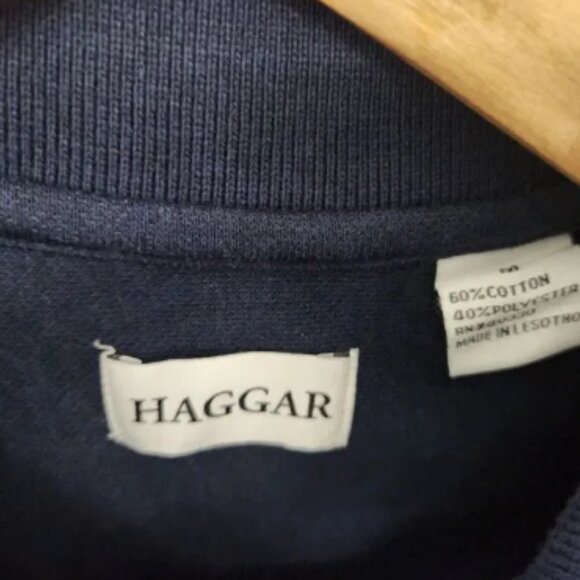 60%COTTON
40%POLYESTER
MADE IN LESOTHO
HAGGAR